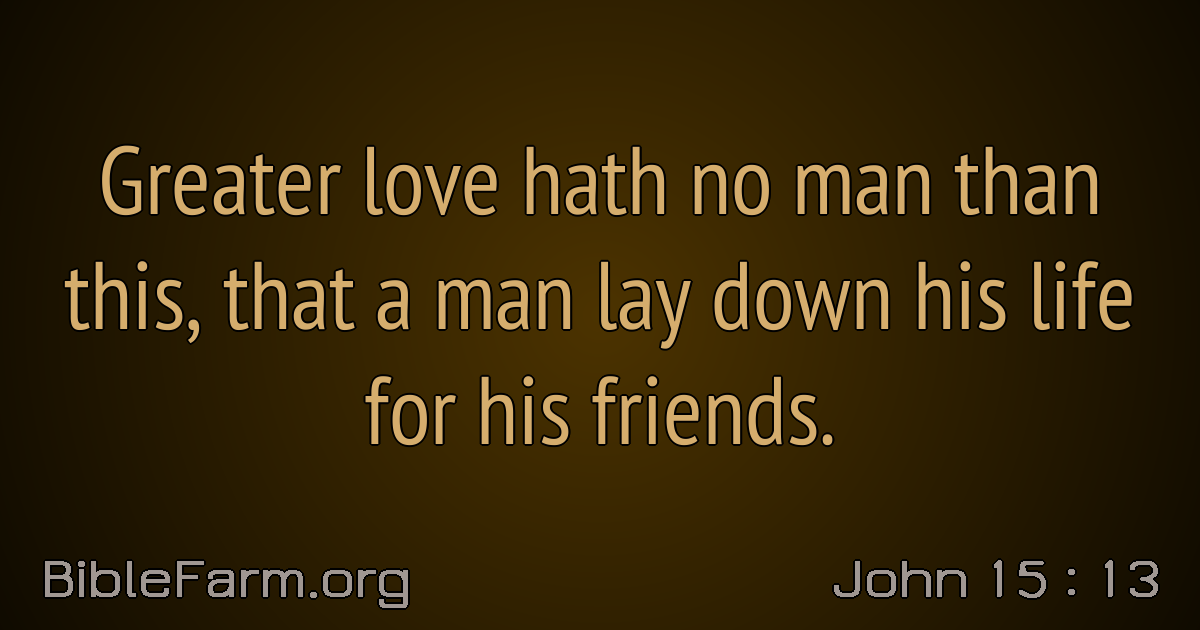 Greater love hath no man than
this, that a man lay down his life
for his friends.
BibleFarm.org
John 15 : 13